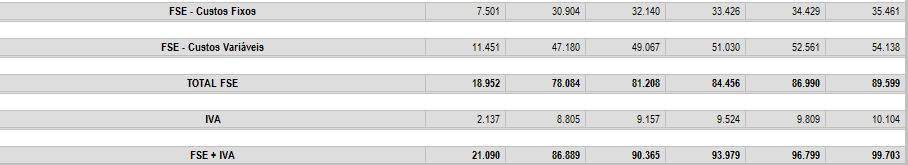 FSE - Custos Fixos 7.501 30.904 32.140 33.426 34.429 35.461
FSE - Custos Variáveis 11.451 47.180 49.067 51.030 52.561 54.138
TOTAL FSE 18.952 78.084 81.208 84.456 86.990 89.599
IVA 2.137 8.805 9.157 9.524 9.809 10.104
FSE + IVA 21.090 86.889 90.365 93.979 96.799 99.703